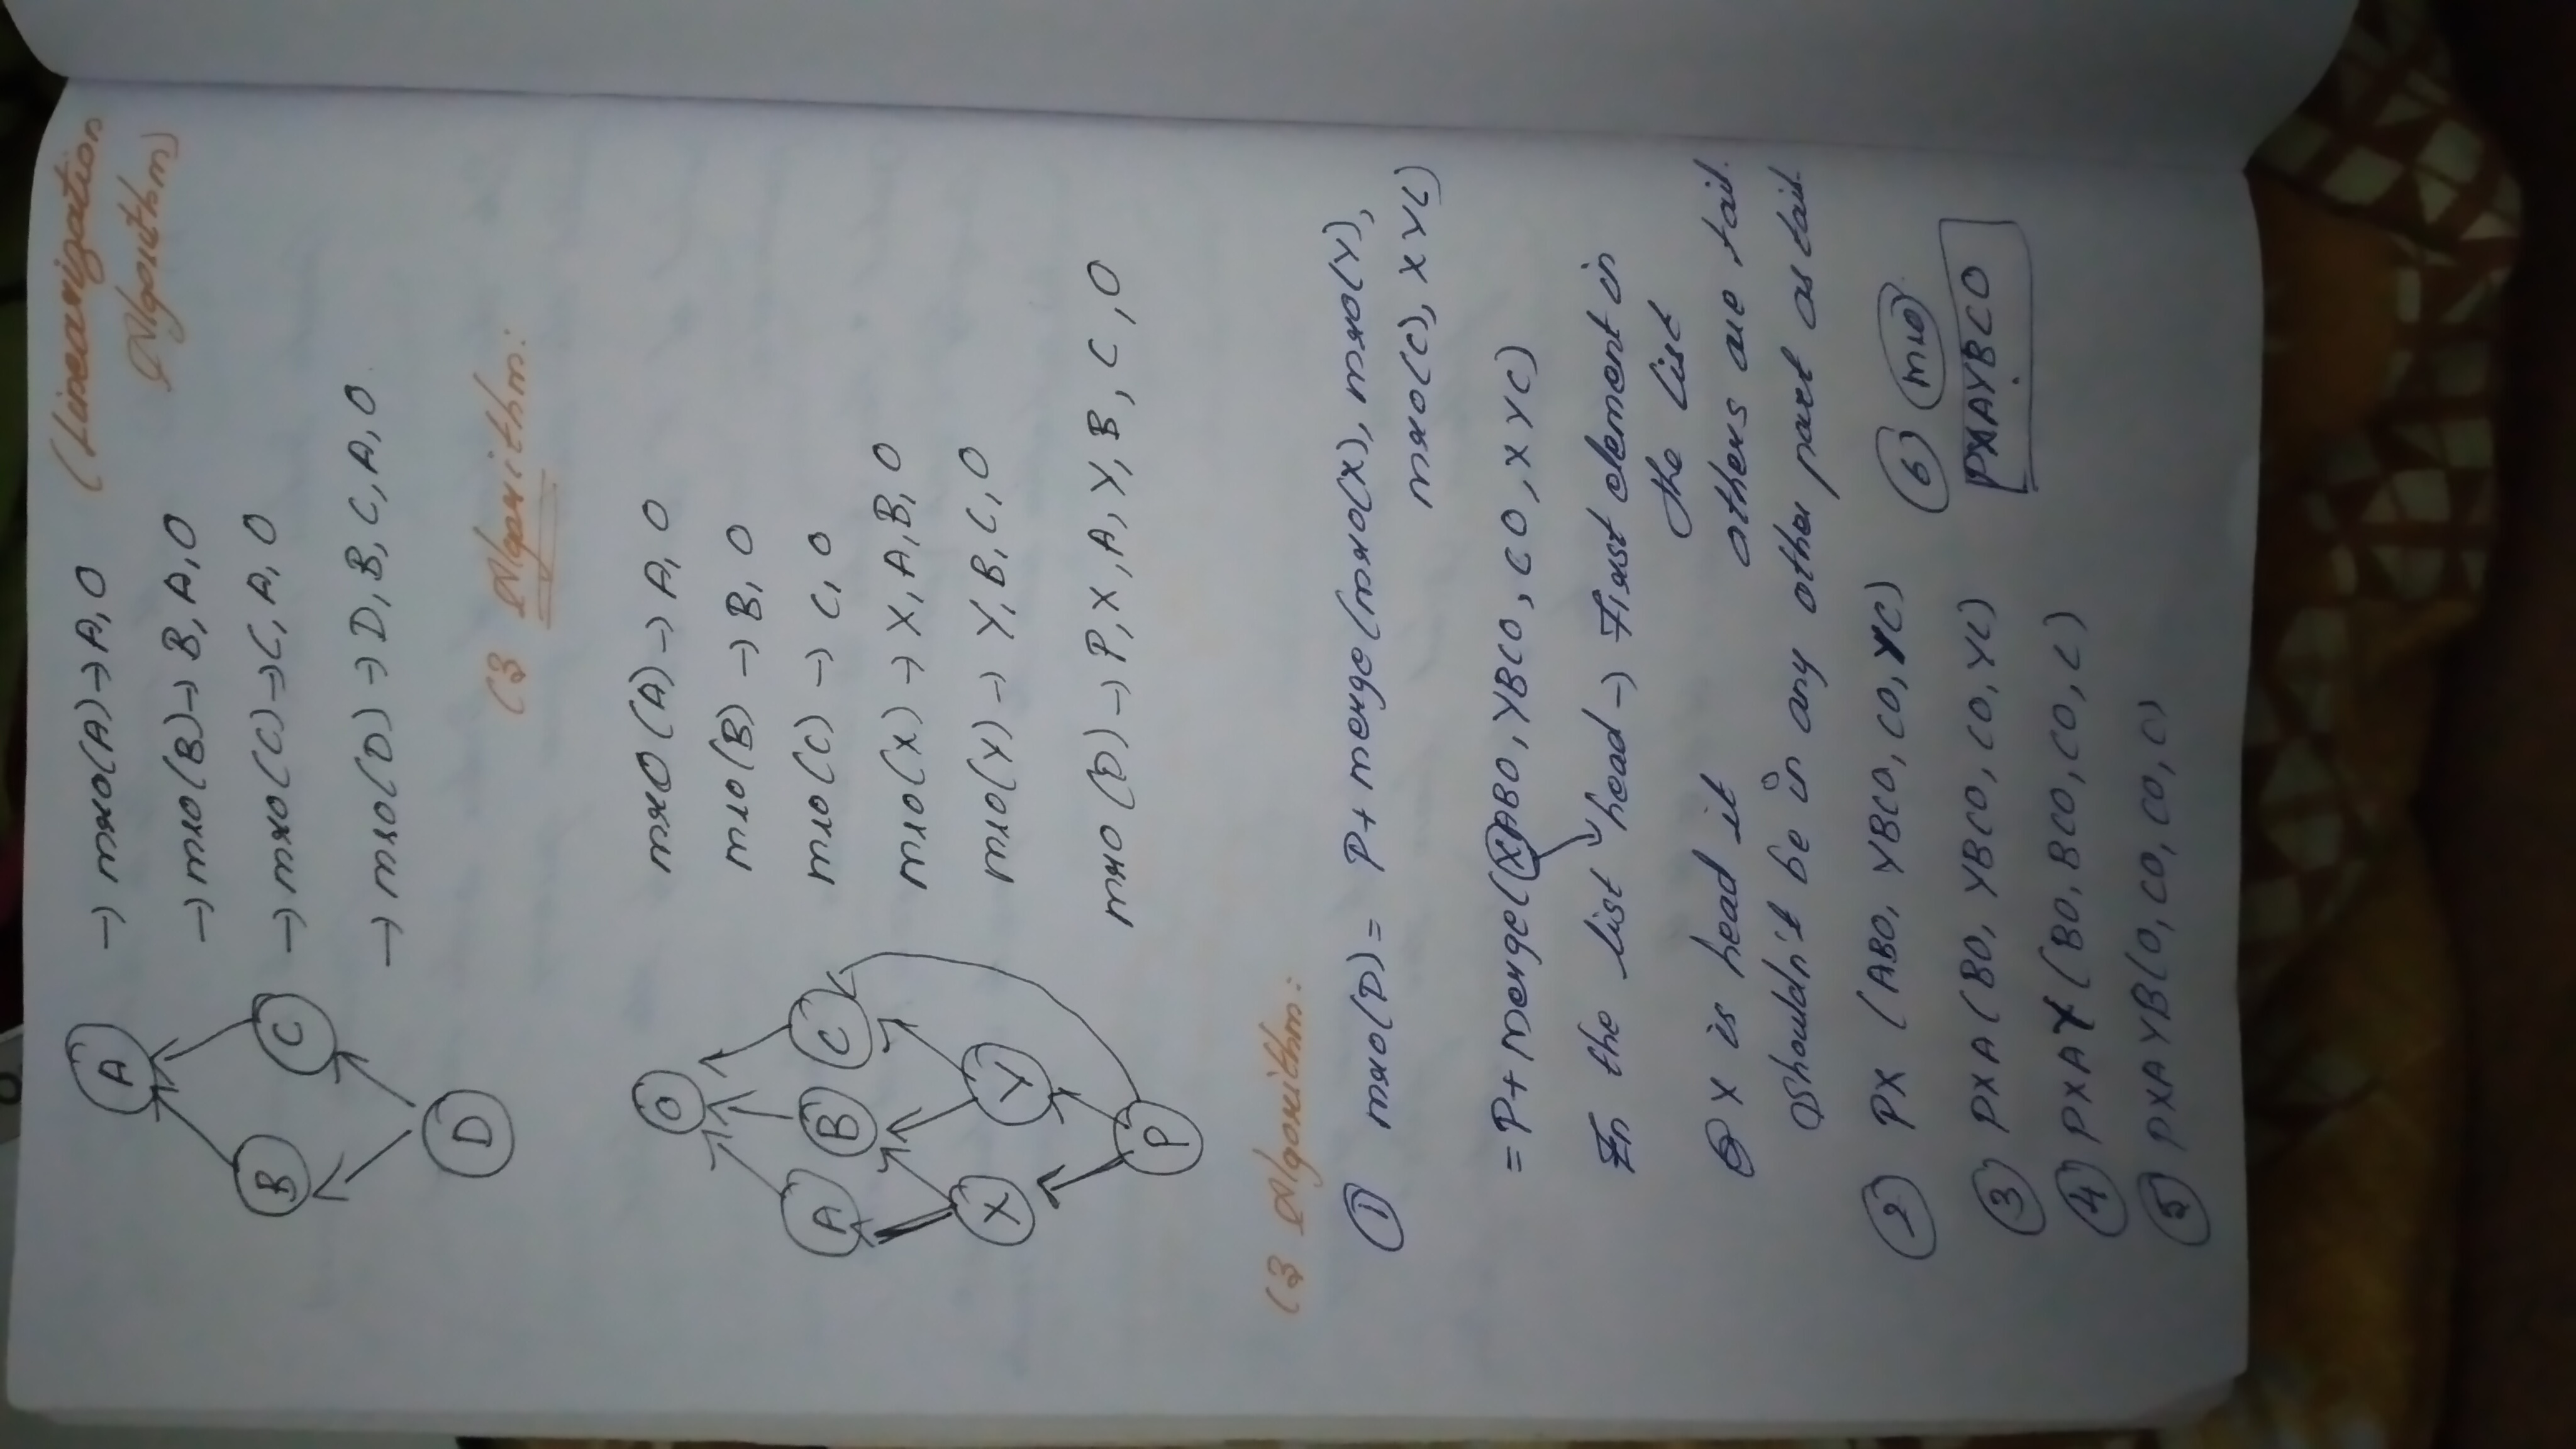 A → mro(A)→A, O (Linearization
Algorithm)
→ mro(B)→ B, A, O
B C → mro(C)→C, A, O
→ mro(D) → D, B, C, A, O
D
C3 Algorithm:
O mro(A)→ A, O
mro(B) → B, O
A B C mro(C) → C, O
mro(X) → X, A, B, O
X Y mro(Y) → Y, B, C, O
mro(D)→ P, X, A, Y, B, C, O
P
C3 Algorithm:
① mro(D) = P+ merge(mro(X), mro(Y),
mro(C), XYC)
= P+ merge(XABO, YBCO, CO, XYC)
In the list head → First element in
the list
X is head it others are tail.
shouldn't be in any other part as tail.
② PX (ABO, YBCO, CO, YC)
⑥ mro
③ PXA(BO, YBCO, CO, YC)
PXAYBCO
④ PXAY(BO, BCO, CO, C)
⑤ PXAYB(O, CO, CO, C)